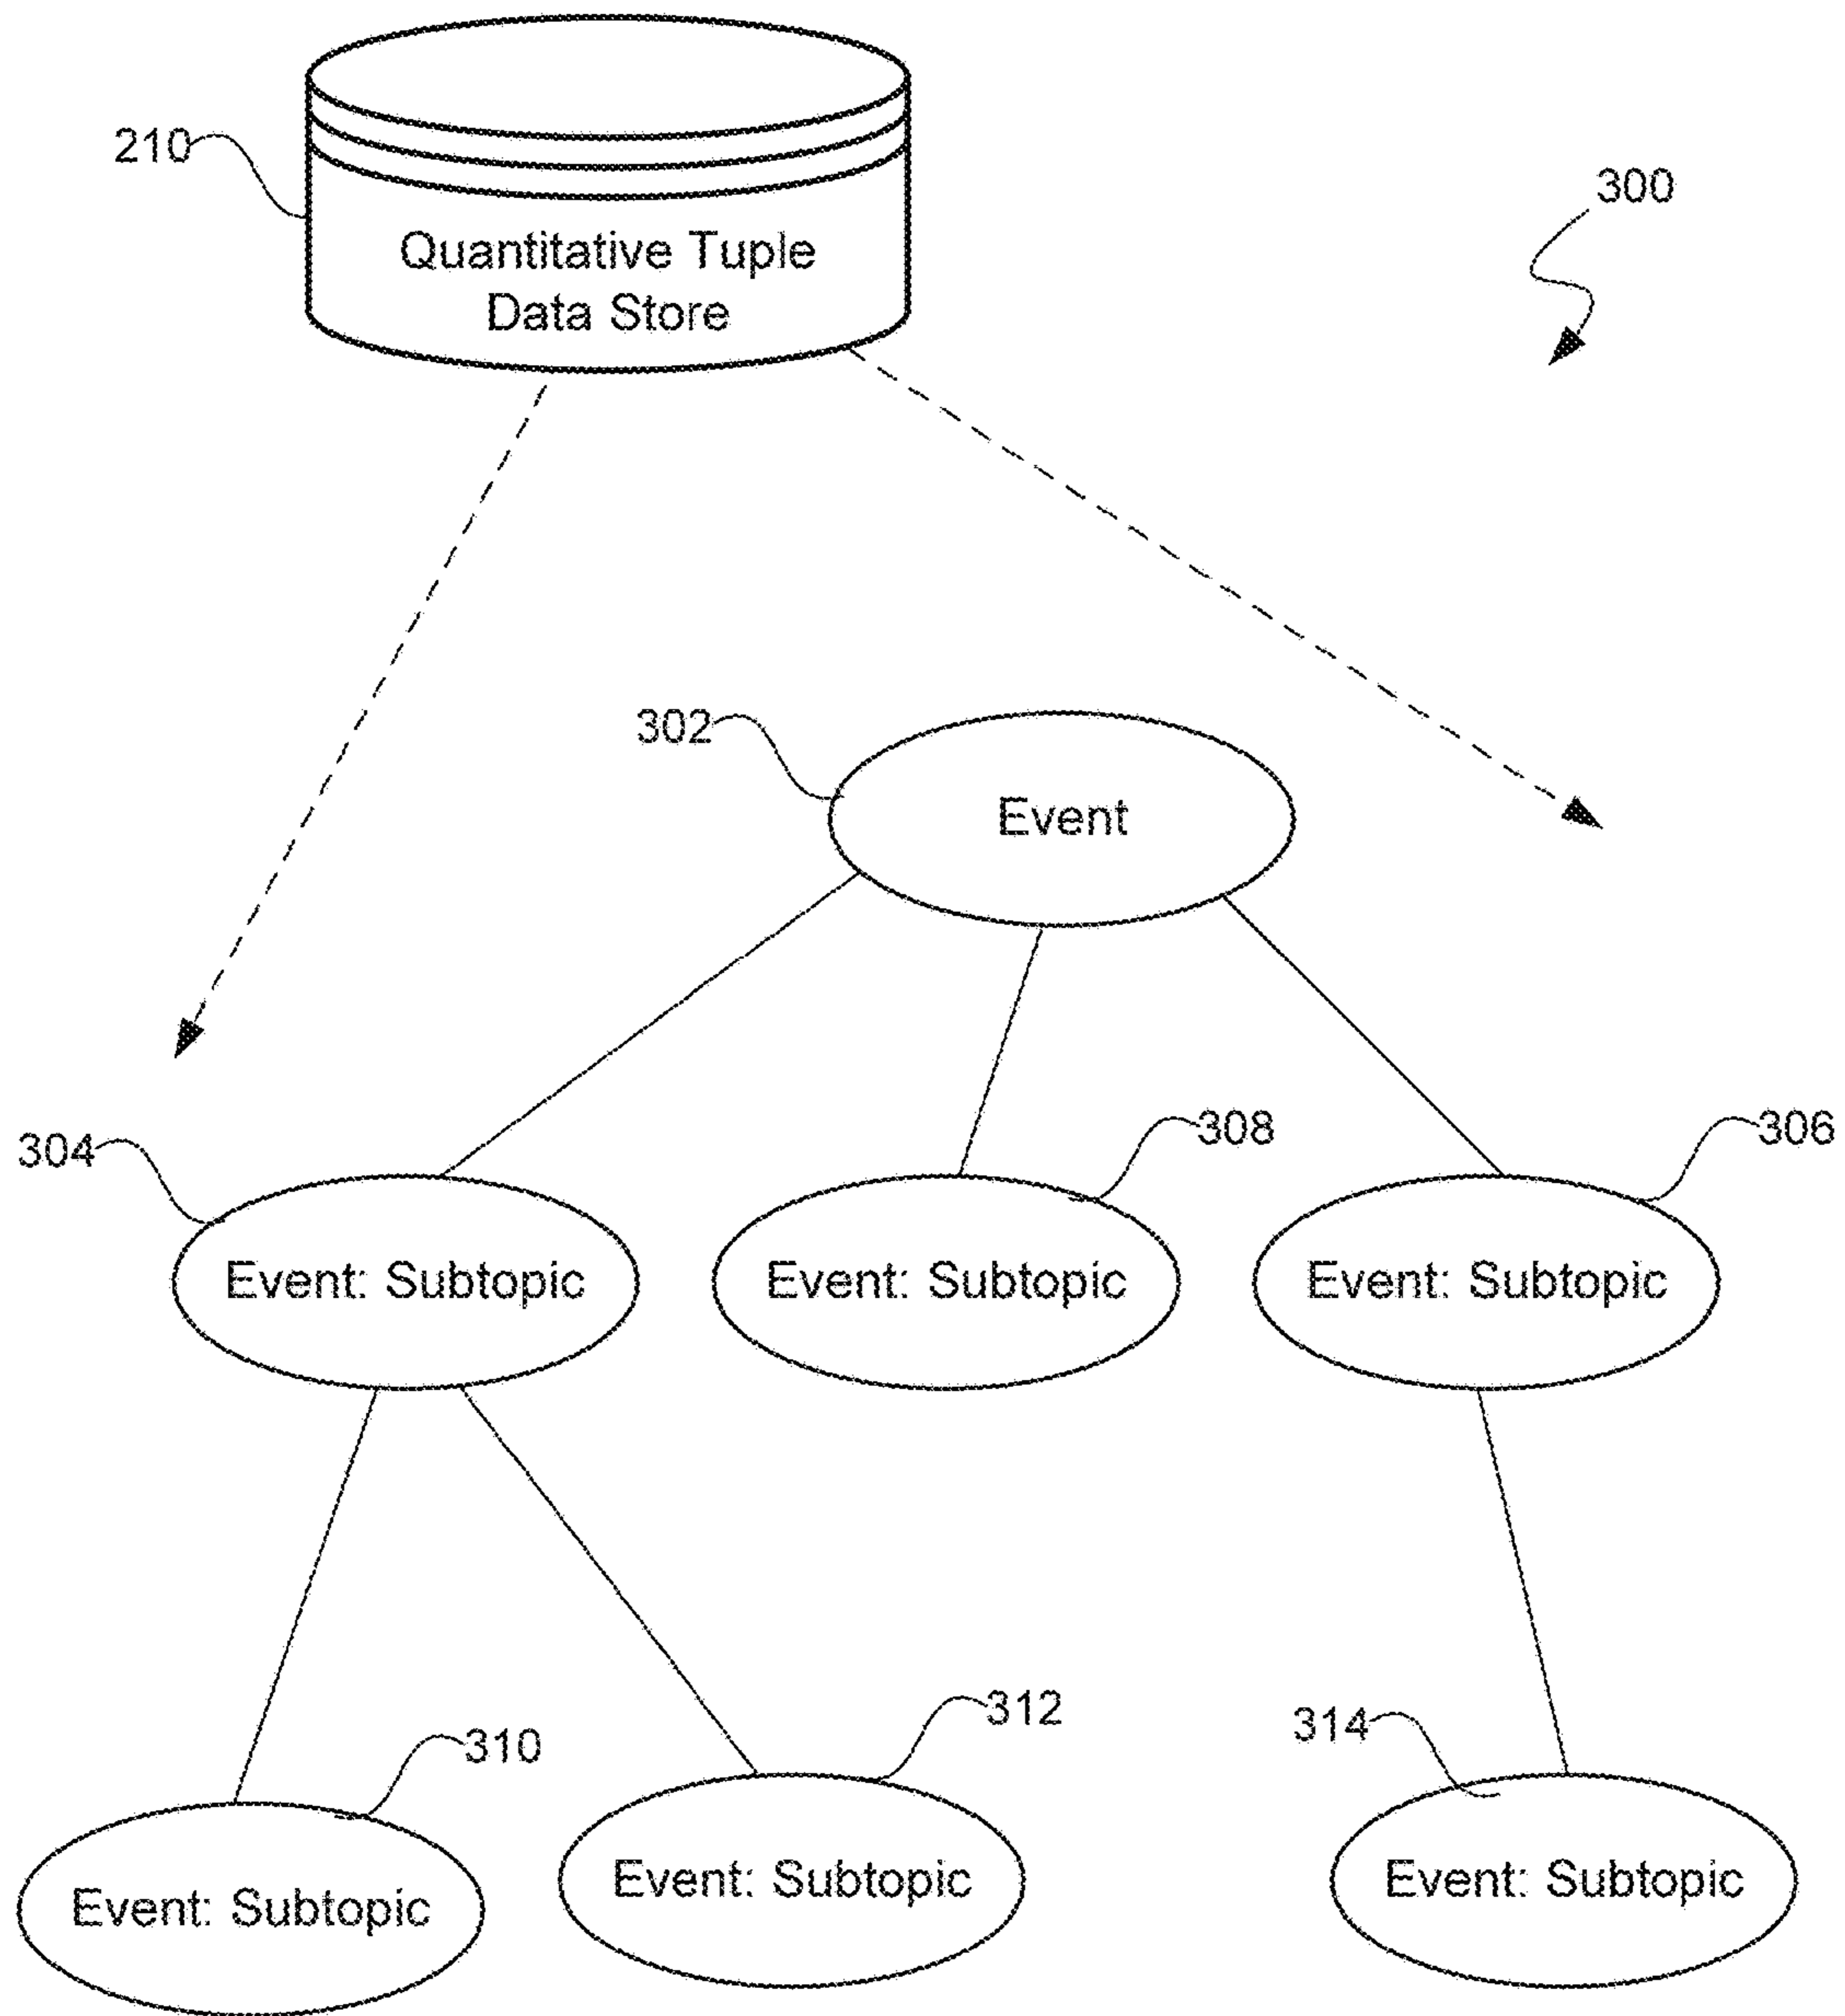 210
Quantitative Tuple
Data Store
300
302
Event
304
308
306
Event: Subtopic
Event: Subtopic
Event: Subtopic
310
312
314
Event: Subtopic
Event: Subtopic
Event: Subtopic